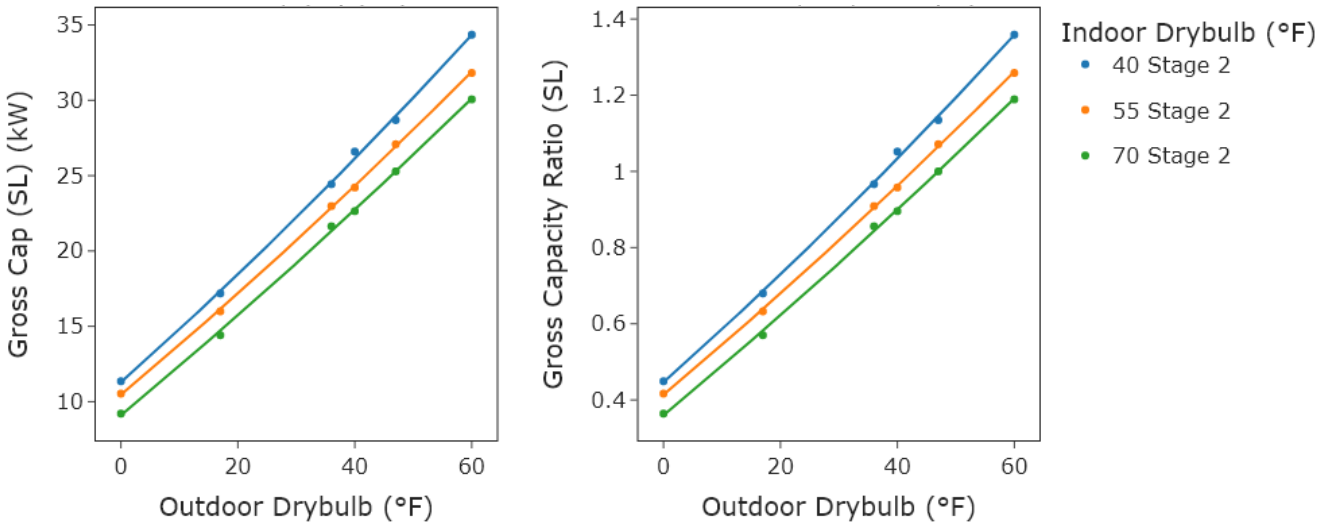 35
30
25
20
15
10
0
20
40
60
Gross Cap (SL) (kW)
Outdoor Drybulb (°F)
1.4
1.2
1
0.8
0.6
0.4
0
20
40
60
Gross Capacity Ratio (SL)
Outdoor Drybulb (°F)
Indoor Drybulb (°F)
40 Stage 2
55 Stage 2
70 Stage 2